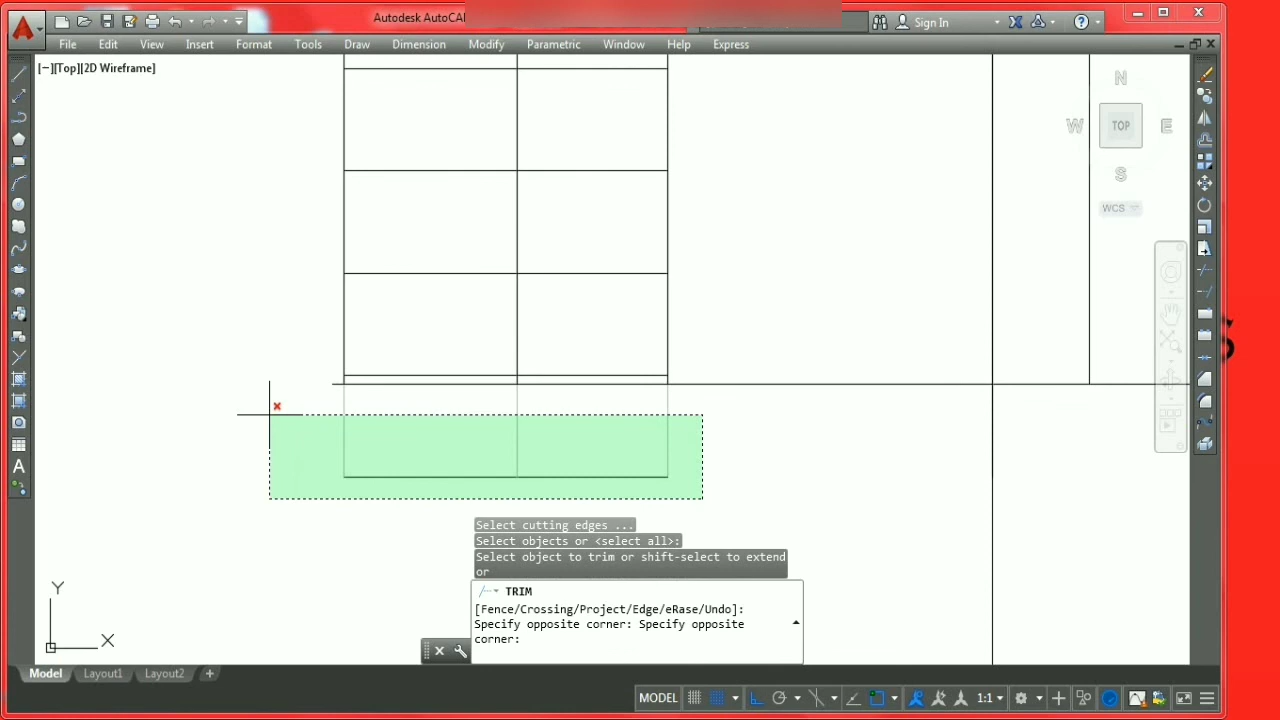 Autodesk AutoCA
Sign In
File Edit View Insert Format Tools Draw Dimension Modify Parametric Window Help Express
[−][Top][2D Wireframe]
N
W TOP E
S
WCS
S
Select cutting edges ...
Select objects or <select all>:
Select object to trim or shift-select to extend
or
TRIM
[Fence/Crossing/Project/Edge/eRase/Undo]:
Specify opposite corner: Specify opposite
corner:
Y
X
A
Model Layout1 Layout2 +
MODEL 1:1